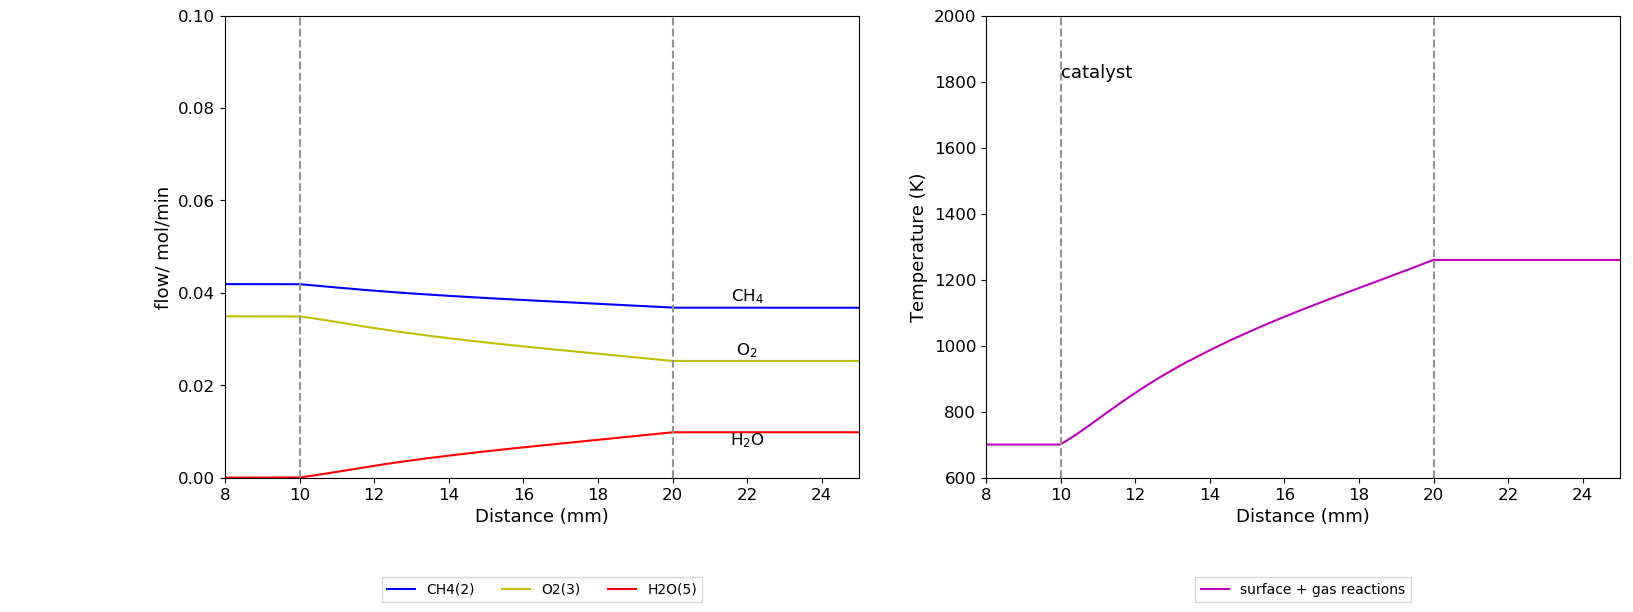 0.10
0.08
0.06
0.04
0.02
0.00
flow/ mol/min
CH₄
O₂
H₂O
8 10 12 14 16 18 20 22 24
Distance (mm)
CH4(2) O2(3) H2O(5)
2000
1800
1600
1400
1200
1000
800
600
Temperature (K)
catalyst
8 10 12 14 16 18 20 22 24
Distance (mm)
surface + gas reactions